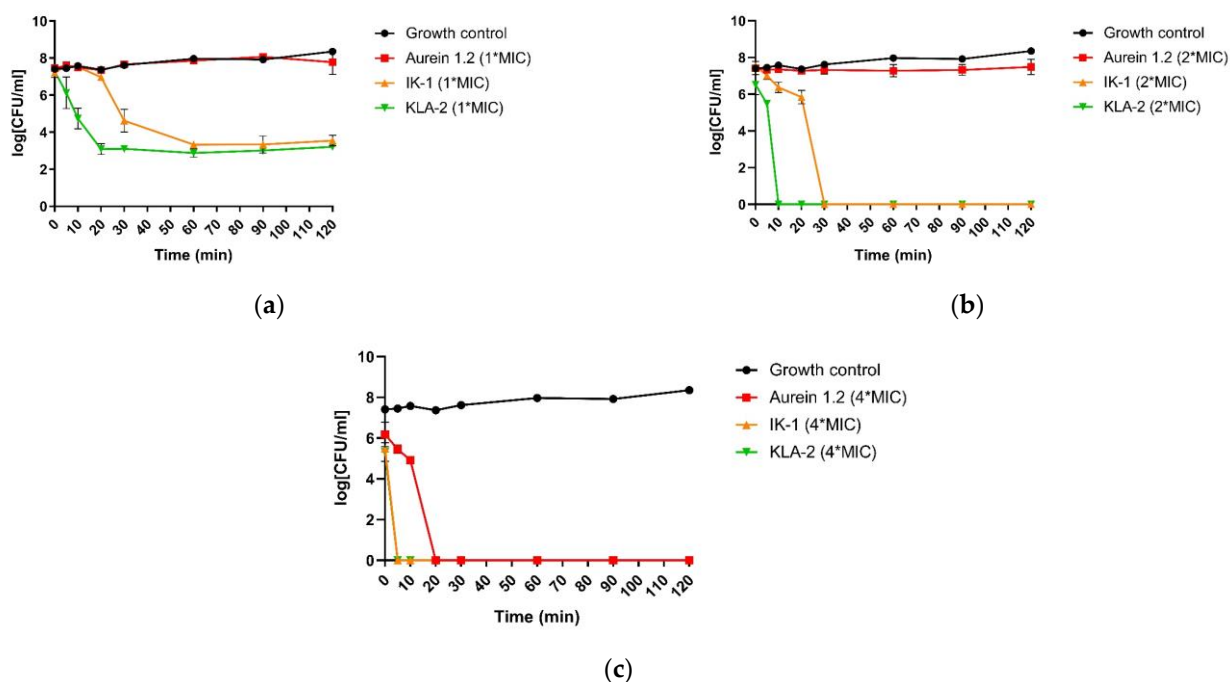 10
8
6
4
2
0
log[CFU/ml]
0
10
20
30
40
50
60
70
80
90
100
110
120
Time (min)
Growth control
Aurein 1.2 (1*MIC)
IK-1 (1*MIC)
KLA-2 (1*MIC)
(a)
10
8
6
4
2
0
log[CFU/ml]
0
10
20
30
40
50
60
70
80
90
100
110
120
Time (min)
Growth control
Aurein 1.2 (2*MIC)
IK-1 (2*MIC)
KLA-2 (2*MIC)
(b)
10
8
6
4
2
0
log[CFU/ml]
0
10
20
30
40
50
60
70
80
90
100
110
120
Time (min)
Growth control
Aurein 1.2 (4*MIC)
IK-1 (4*MIC)
KLA-2 (4*MIC)
(c)